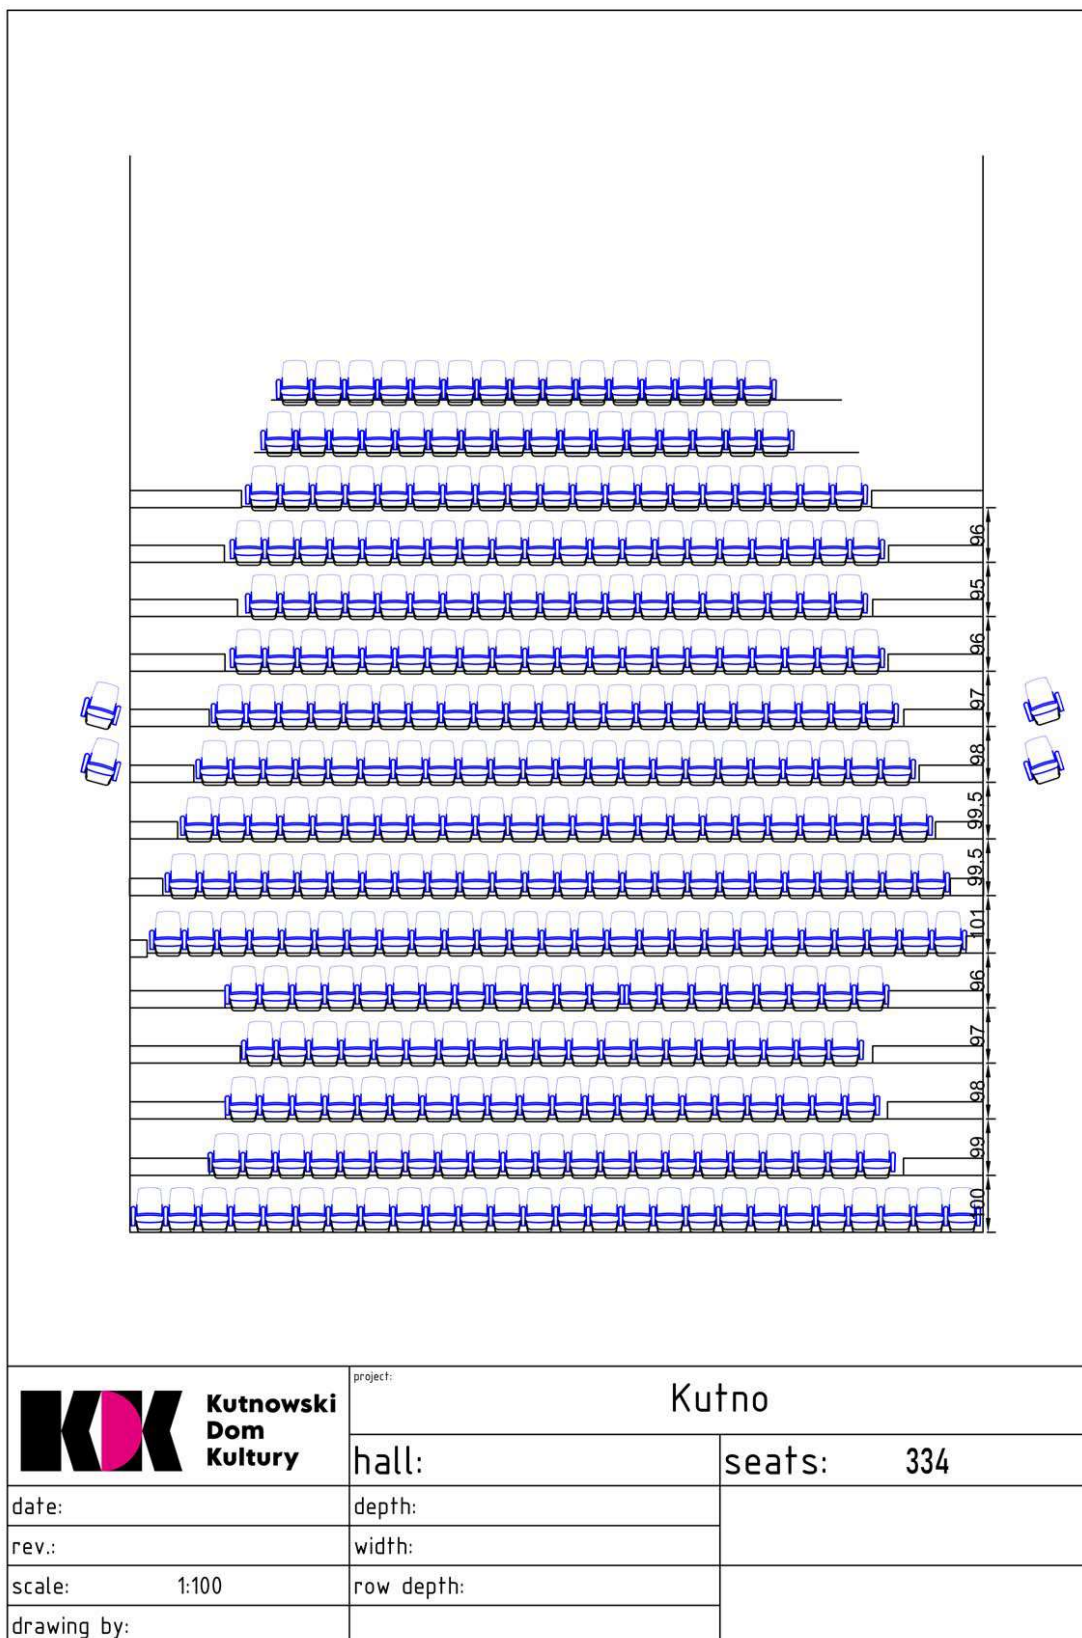 96
95
96
97
98
99,5
99,5
101
96
97
98
99
100
Kutnowski
Dom
Kultury
project:
Kutno
hall:
seats: 334
date:
depth:
rev.:
width:
scale: 1:100
row depth:
drawing by: